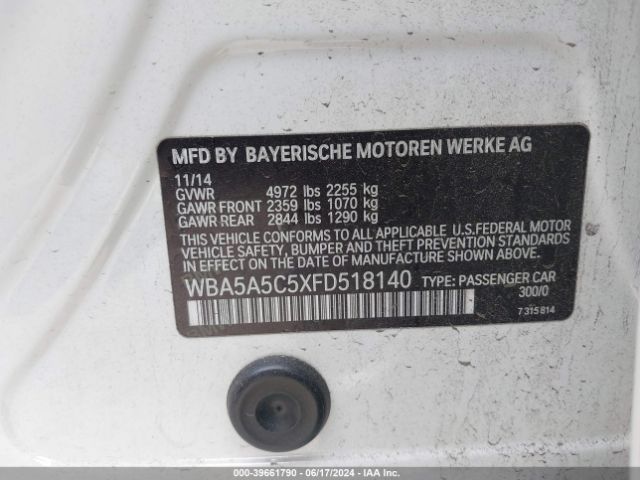 MFD BY BAYERISCHE MOTOREN WERKE AG
11/14
GVWR 4972 lbs 2255 kg
GAWR FRONT 2359 lbs 1070 kg
GAWR REAR 2844 lbs 1290 kg
THIS VEHICLE CONFORMS TO ALL APPLICABLE U.S.FEDERAL MOTOR
VEHICLE SAFETY, BUMPER AND THEFT PREVENTION STANDARDS
IN EFFECT ON THE DATE OF MANUFACTURE SHOWN ABOVE.
WBA5A5C5XFD518140 TYPE: PASSENGER CAR
300/0
7 315 814
000-39661790 - 06/17/2024 - IAA Inc.